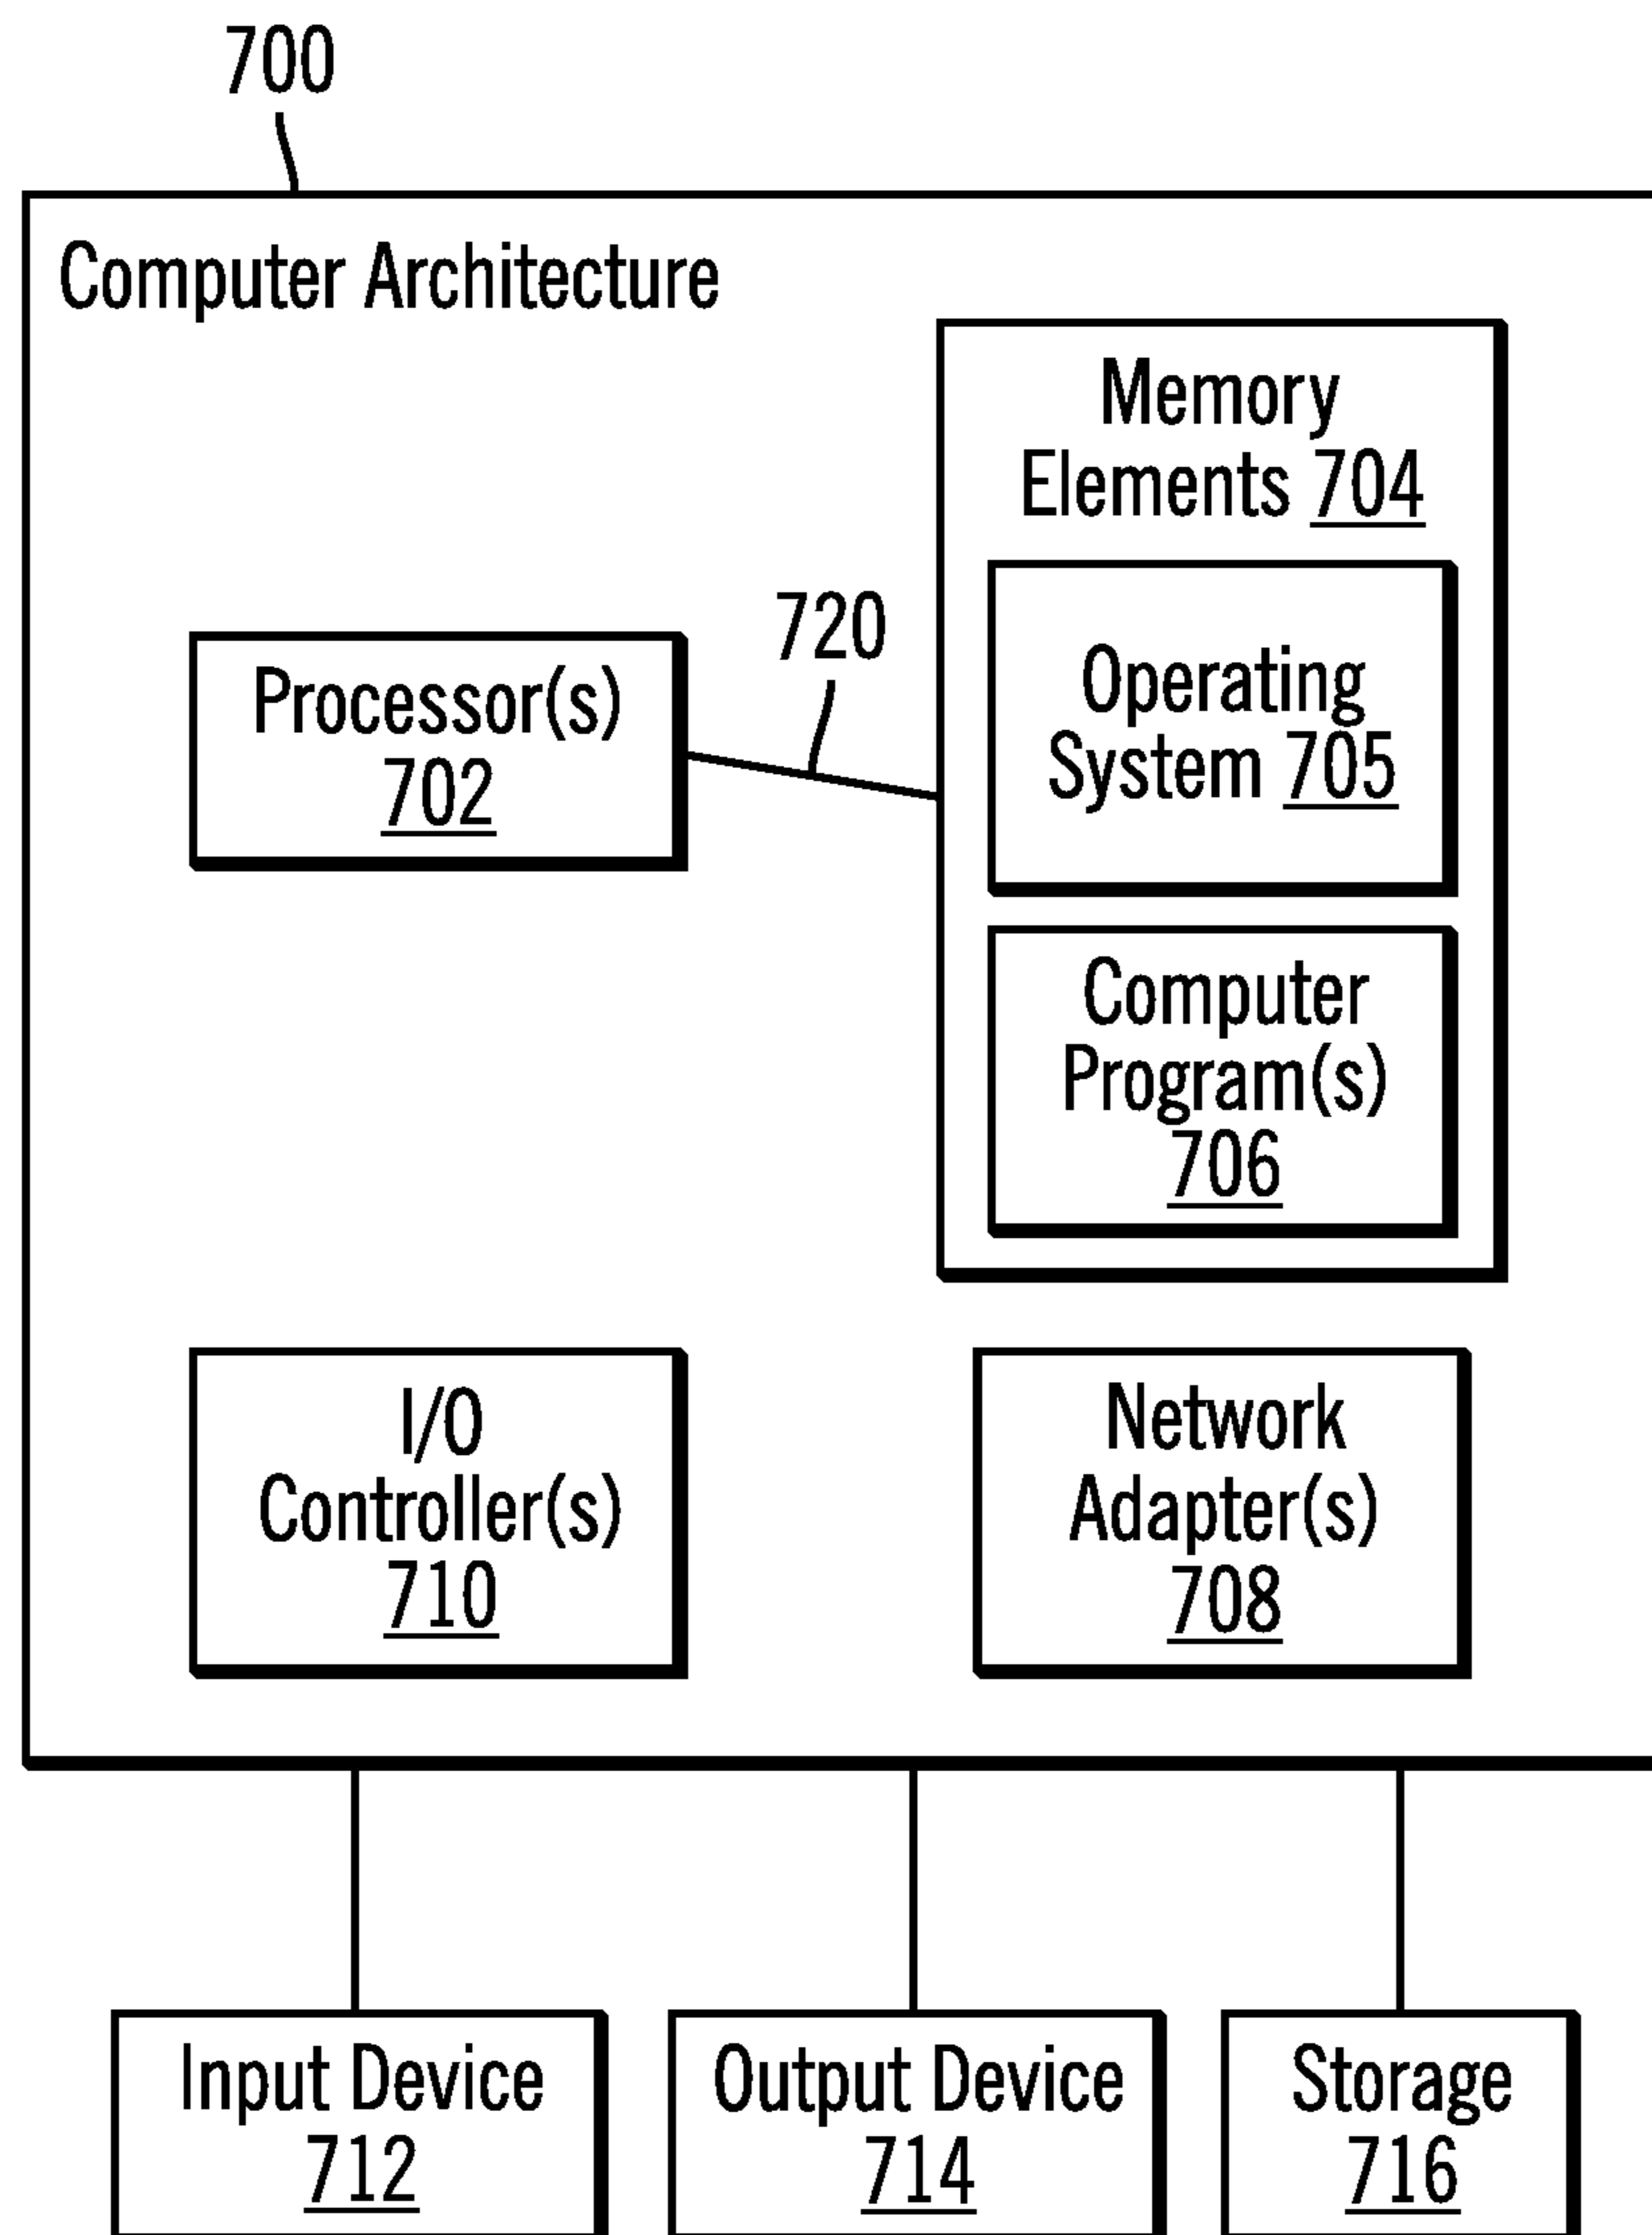 700
Computer Architecture
Memory
Elements 704
720
Operating
System 705
Processor(s)
702
Computer
Program(s)
706
I/O
Controller(s)
710
Network
Adapter(s)
708
Input Device
712
Output Device
714
Storage
716